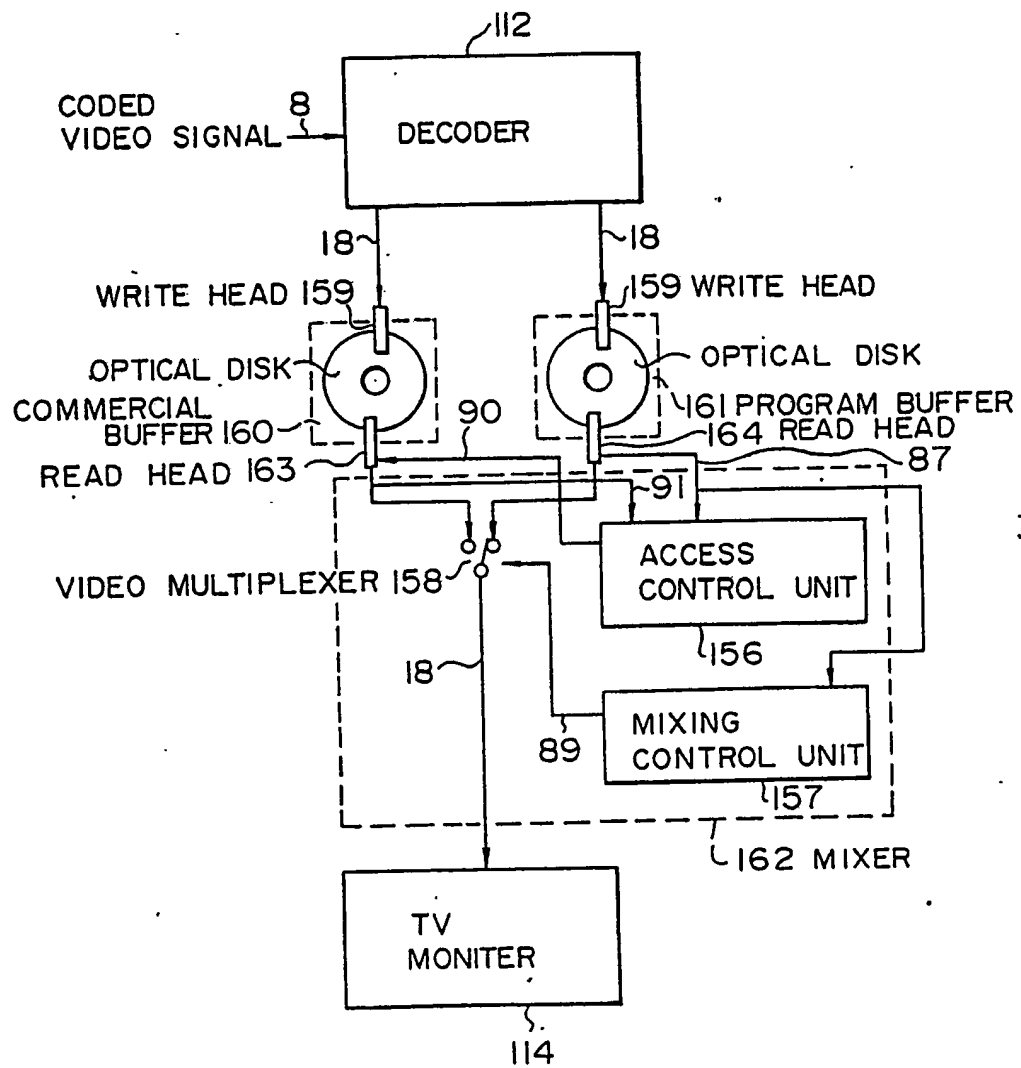 112
CODED
VIDEO SIGNAL
8
DECODER
18
18
WRITE HEAD 159
159 WRITE HEAD
OPTICAL DISK
OPTICAL DISK
COMMERCIAL
BUFFER 160
161 PROGRAM BUFFER
90
164 READ HEAD
READ HEAD 163
87
91
ACCESS
CONTROL UNIT
VIDEO MULTIPLEXER 158
156
18
MIXING
CONTROL UNIT
89
157
162 MIXER
TV
MONITER
114